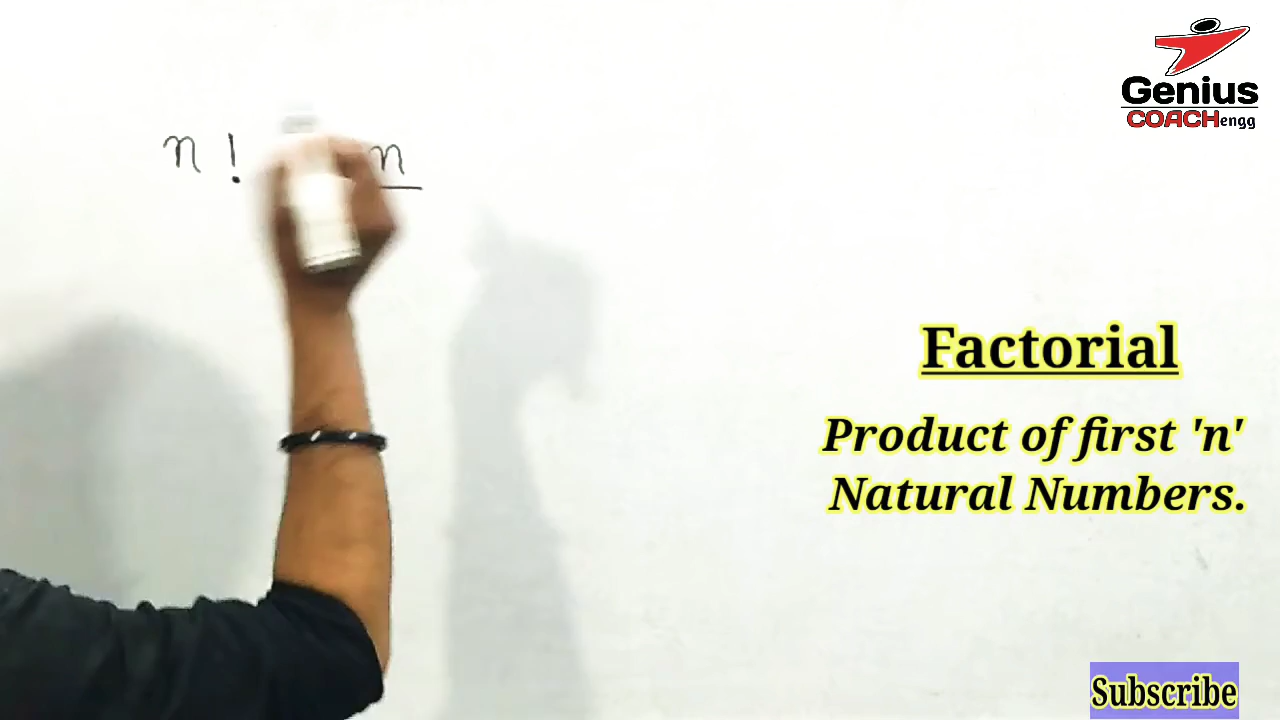 Genius
COACHengg
n ! n
Factorial
Product of first 'n'
Natural Numbers.
Subscribe